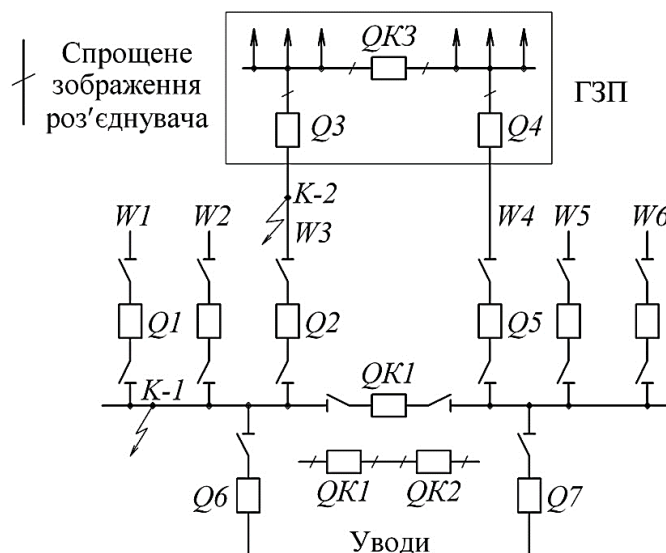 Спрощене
зображення
роз′єднувача
QK3
ГЗП
Q3
Q4
K-2
W1
W2
W3
W4
W5
W6
Q1
Q2
Q5
K-1
QK1
Q6
QK1
QK2
Q7
Уводи